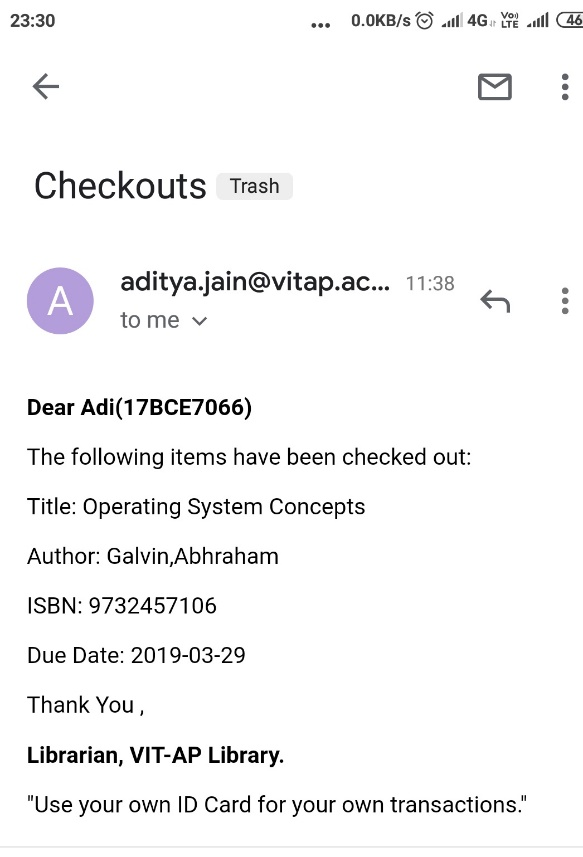 23:30 ... 0.0KB/s 4G Vo) LTE 46
Checkouts Trash
A
aditya.jain@vitap.ac... 11:38
to me
Dear Adi(17BCE7066)
The following items have been checked out:
Title: Operating System Concepts
Author: Galvin,Abhraham
ISBN: 9732457106
Due Date: 2019-03-29
Thank You ,
Librarian, VIT-AP Library.
"Use your own ID Card for your own transactions."